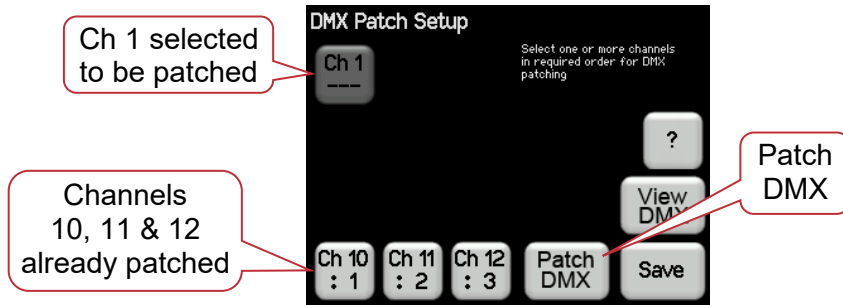 DMX Patch Setup
Ch 1 selected
to be patched
Ch 1
---
Select one or more channels
in required order for DMX
patching
?
Patch
DMX
View
DMX
Channels
10, 11 & 12
already patched
Ch 10
: 1
Ch 11
: 2
Ch 12
: 3
Patch
DMX
Save